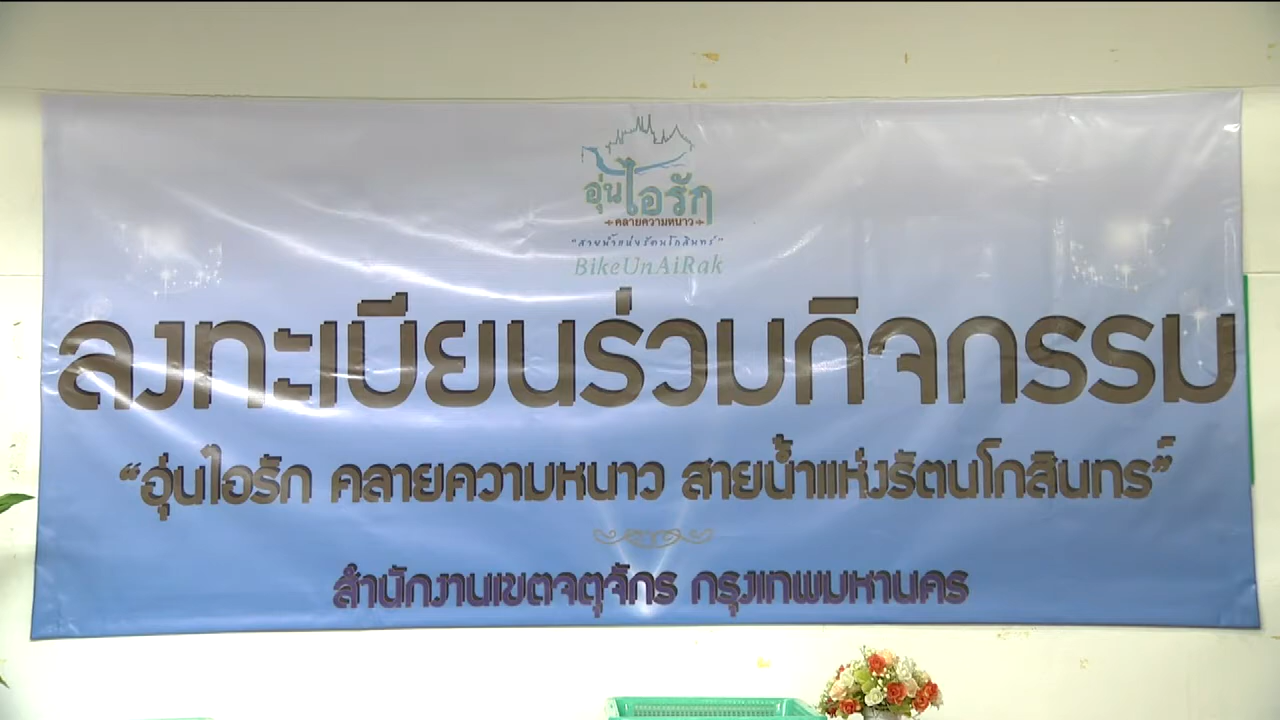 อุ่นไอรัก
คลายความหนาว
"สายน้ำแห่งรัตนโกสินทร์"
BikeUnAiRak
ลงทะเบียนร่วมกิจกรรม
“อุ่นไอรัก คลายความหนาว สายน้ำแห่งรัตนโกสินทร์”
สำนักงานเขตจตุจักร กรุงเทพมหานคร